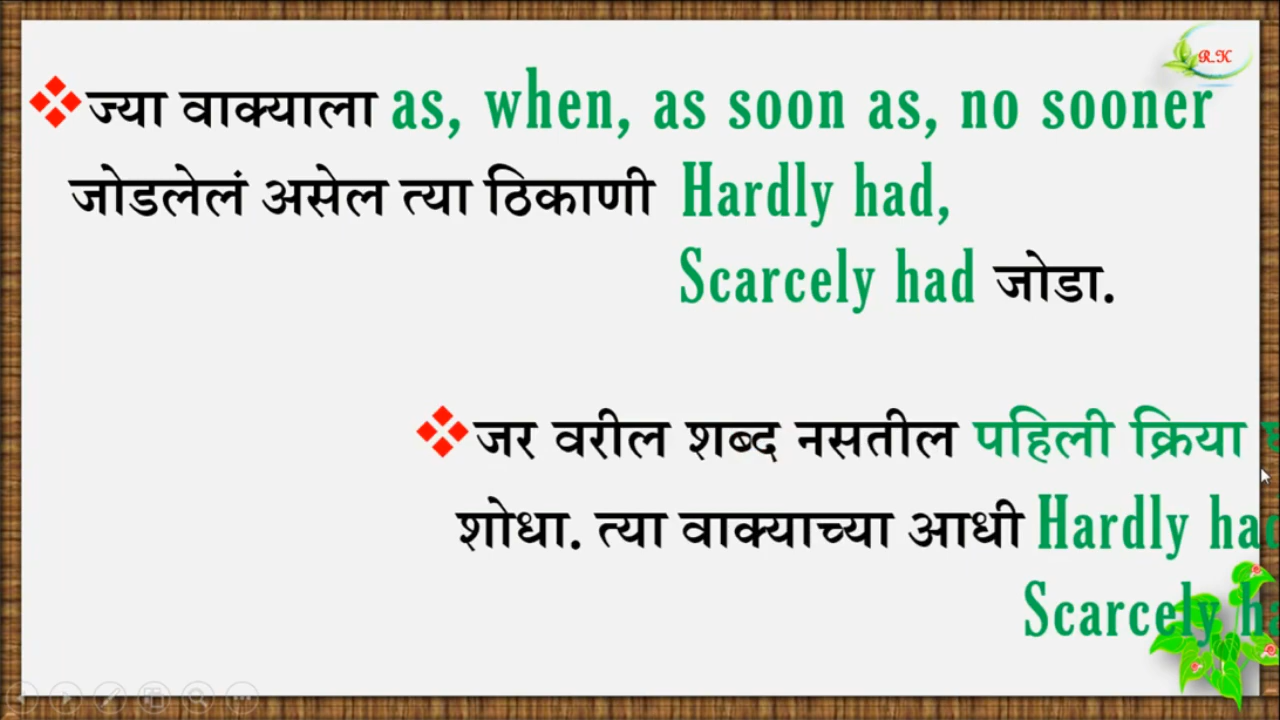 R.K
ज्या वाक्याला as, when, as soon as, no sooner
जोडलेलं असेल त्या ठिकाणी Hardly had,
Scarcely had जोडा.
जर वरील शब्द नसतील पहिली क्रिया
शोधा. त्या वाक्याच्या आधी Hardly had
Scarcely